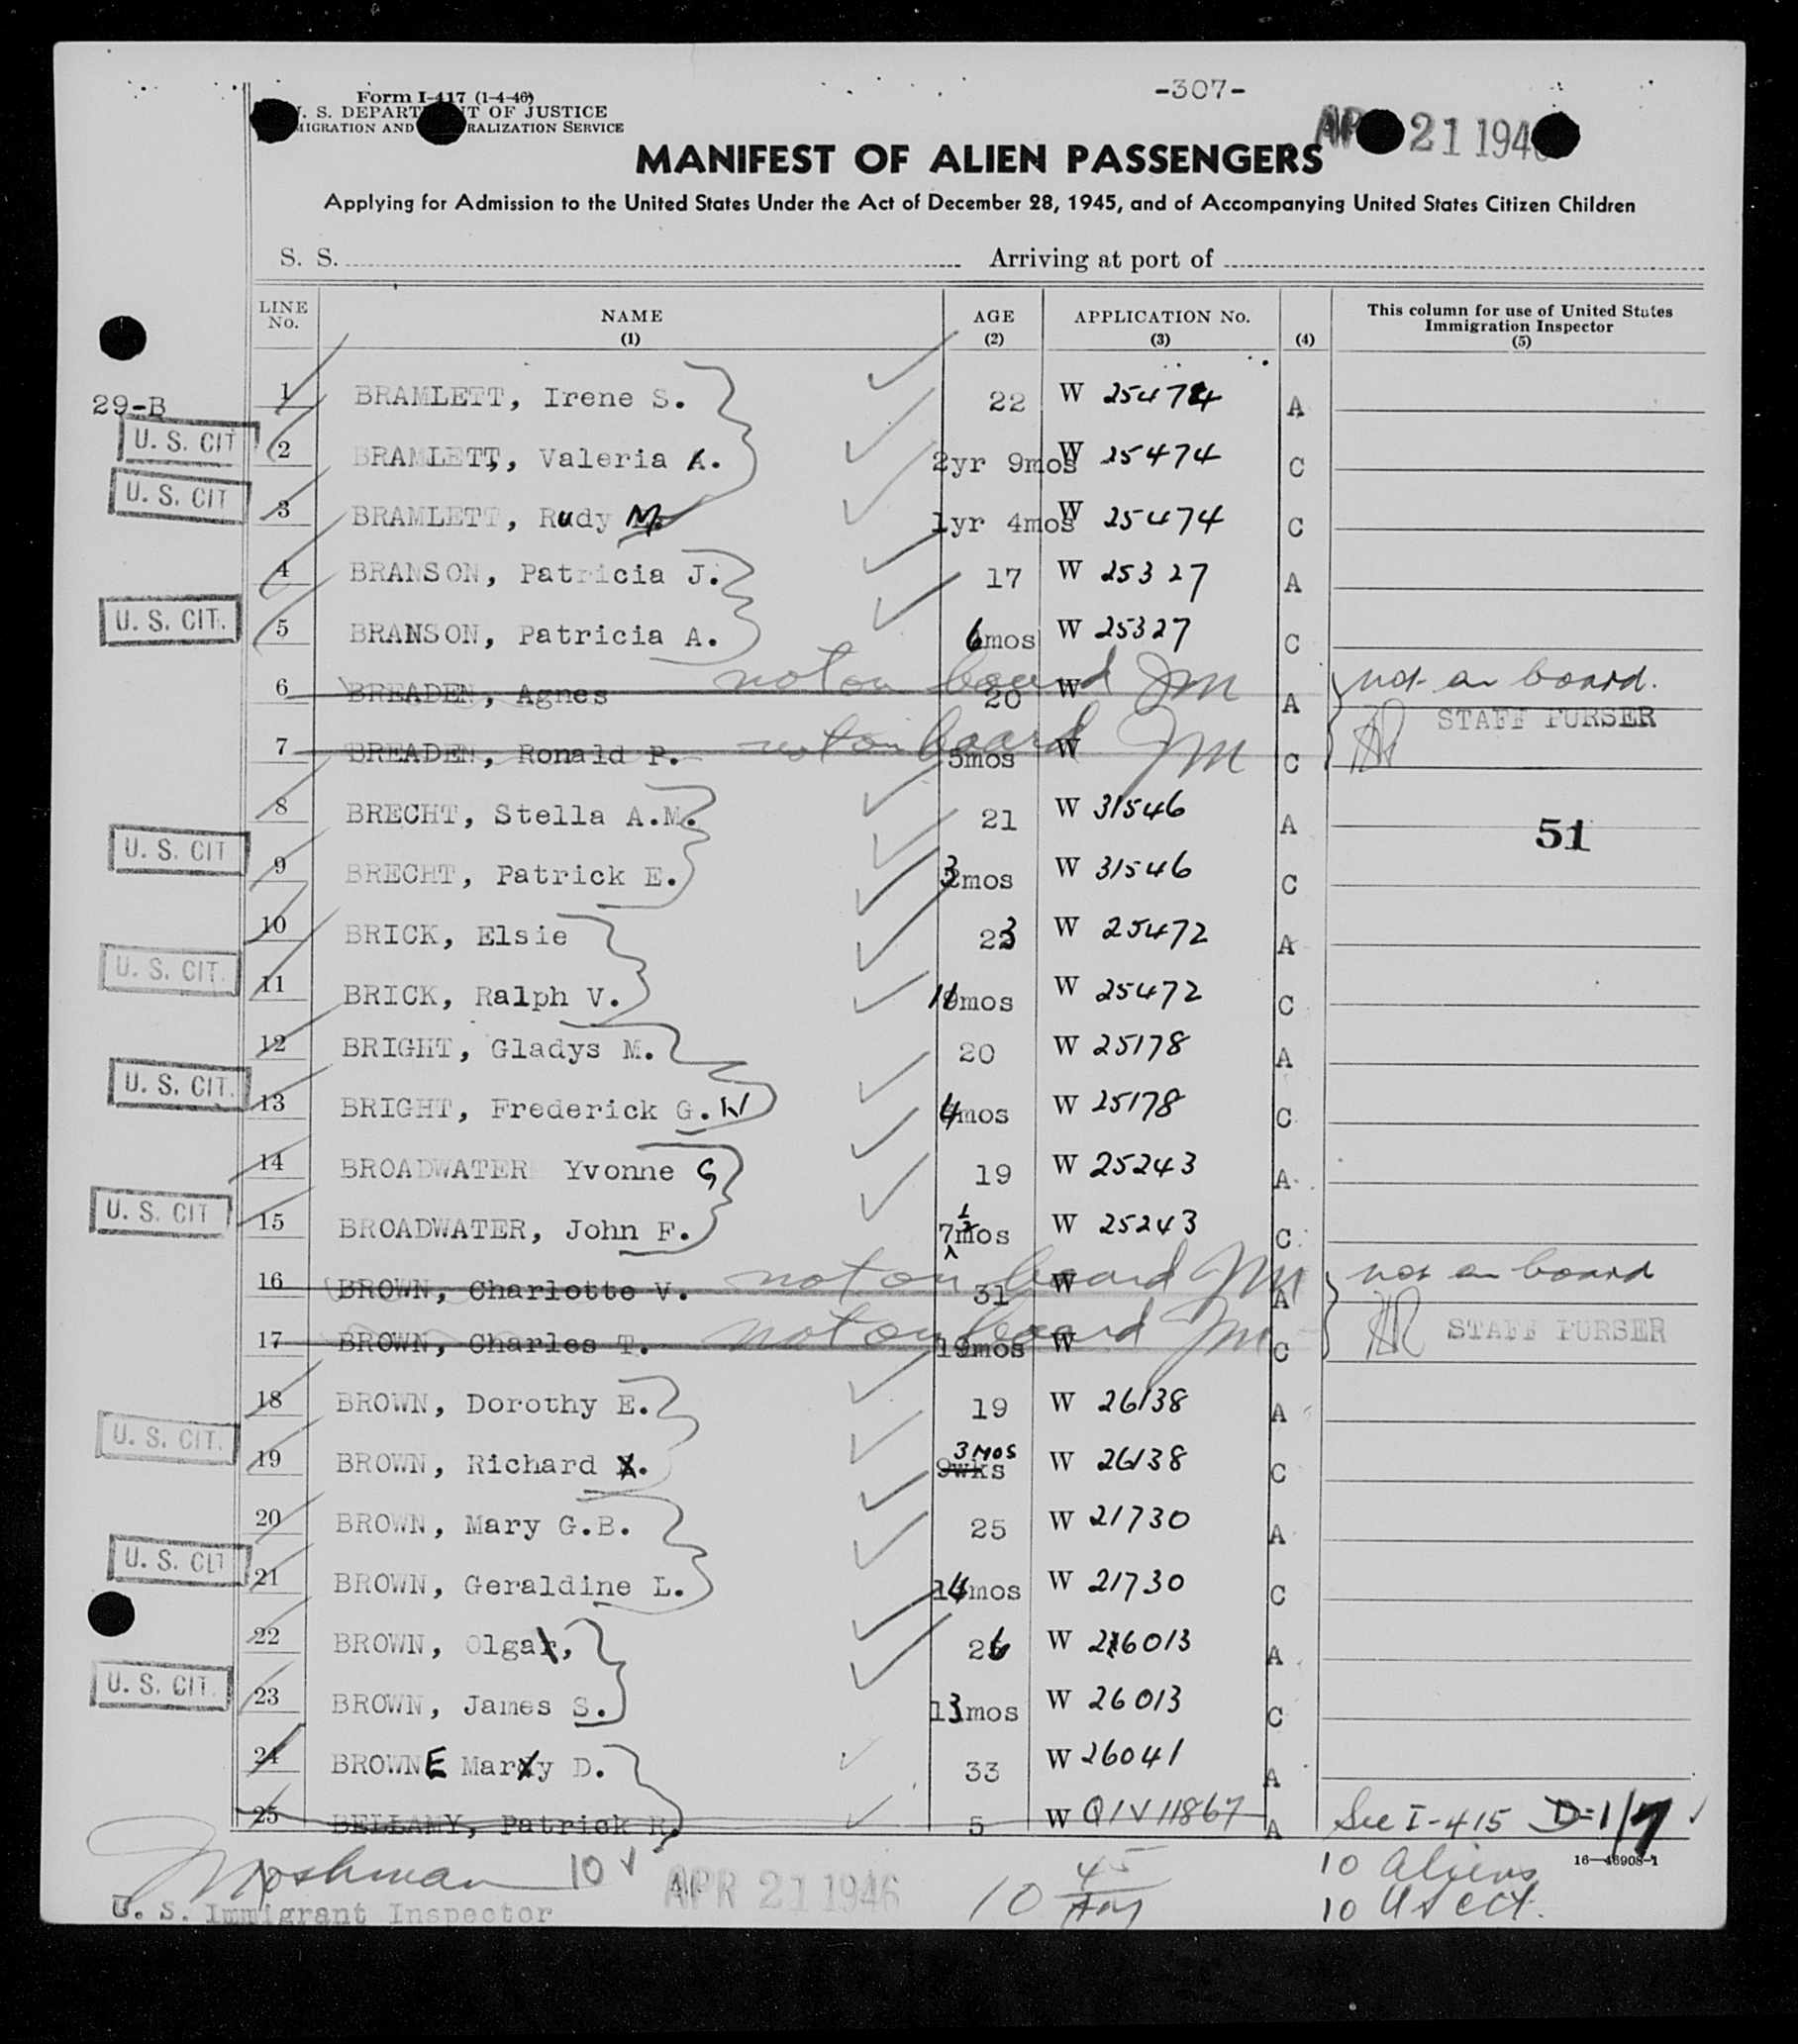 Form I-417 (1-4-46)
-307-
U. S. DEPARTMENT OF JUSTICE
IMMIGRATION AND NATURALIZATION SERVICE
APR 21 1946
MANIFEST OF ALIEN PASSENGERS
Applying for Admission to the United States Under the Act of December 28, 1945, and of Accompanying United States Citizen Children
S. S. Arriving at port of
LINE No. NAME (1) AGE (2) APPLICATION No. (3) (4) This column for use of United States Immigration Inspector (5)
29-B
1 BRAMLETT, Irene S. 22 W 25474 A
U. S. CIT 2 BRAMLETT, Valeria A. 2yr 9mos W 25474 C
U. S. CIT 3 BRAMLETT, Rudy M. 1yr 4mos W 25474 C
4 BRANSON, Patricia J. 17 W 25327 A
U. S. CIT. 5 BRANSON, Patricia A. 6mos W 25327 C
6 BREADEN, Agnes not on board JM 20 W A not on board.
STAFF PURSER
7 BREADEN, Ronald P. not on board JM 5mos W C
8 BRECHT, Stella A.M. 21 W 31546 A
51
U. S. CIT 9 BRECHT, Patrick E. 3mos W 31546 C
10 BRICK, Elsie 23 W 25472 A
U. S. CIT. 11 BRICK, Ralph V. 11mos W 25472 C
12 BRIGHT, Gladys M. 20 W 25178 A
U. S. CIT. 13 BRIGHT, Frederick G.W 4mos W 25178 C
14 BROADWATER Yvonne G 19 W 25243 A
U. S. CIT 15 BROADWATER, John F. 7½mos W 25243 C
16 BROWN, Charlotte V. not on board JM 31 W A not on board
17 BROWN, Charles T. not on board JM 19mos W C STAFF PURSER
18 BROWN, Dorothy E. 19 W 26138 A
U. S. CIT. 19 BROWN, Richard X. 3 MOS 9wks W 26138 C
20 BROWN, Mary G.B. 25 W 21730 A
U. S. CIT 21 BROWN, Geraldine L. 14mos W 21730 C
22 BROWN, Olga, 26 W 26013 A
U. S. CIT. 23 BROWN, James S. 13mos W 26013 C
24 BROWNE Mary D. 33 W 26041 A
25 BELLAMY, Patrick R. 5 W QIV 11867 A See I-415 D=1/7
16—46908-1
Moshman 10 APR 21 1946 10 45 10 Aliens
U. S. Immigrant Inspector 10 US cit.